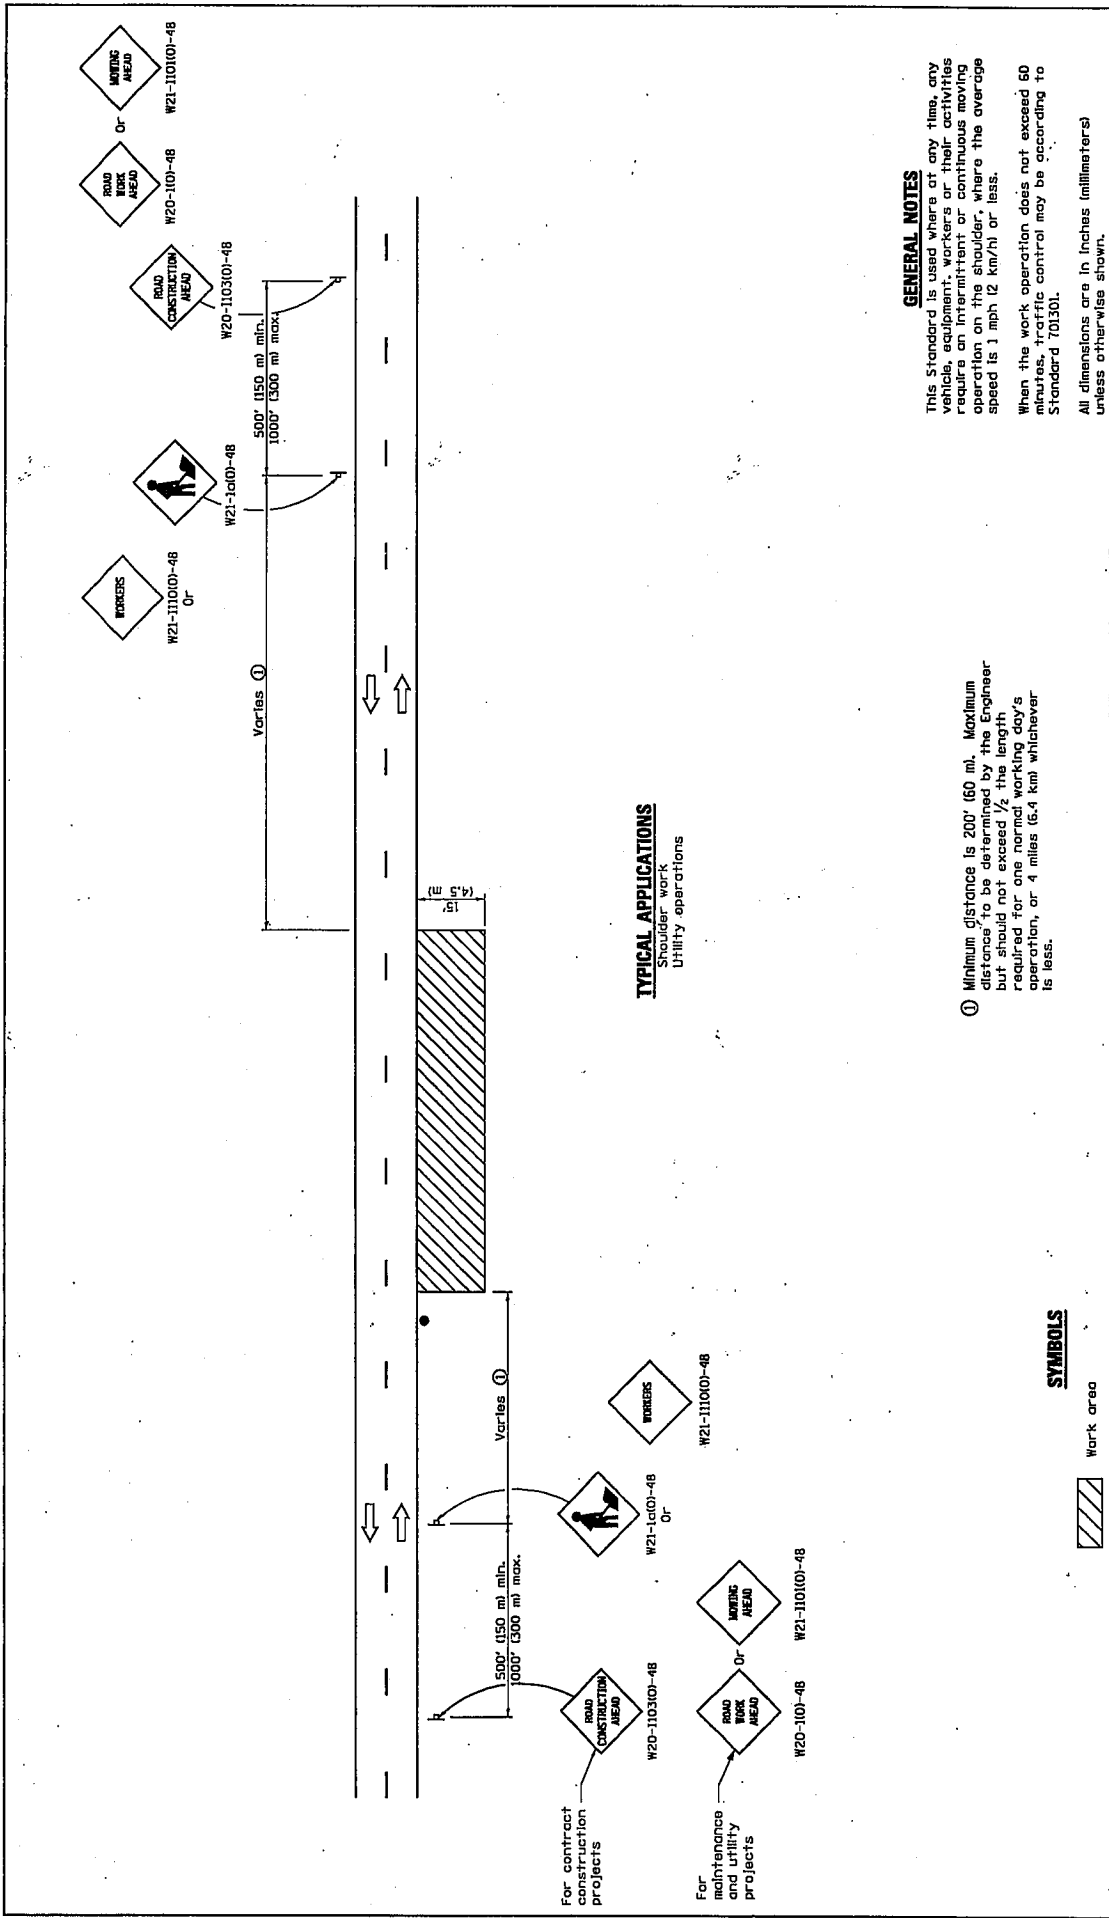 MOWING
AHEAD
W21-I101(O)-48
Or
ROAD
WORK
AHEAD
W20-1(O)-48
ROAD
CONSTRUCTION
AHEAD
W20-I103(O)-48
500' (150 m) min.
1000' (300 m) max.
W21-1a(O)-48
WORKERS
W21-I110(O)-48
Or
Varies ①
15'
(4.5 m)
Varies ①
500' (150 m) min.
1000' (300 m) max.
WORKERS
W21-I110(O)-48
W21-1a(O)-48
Or
For contract
construction
projects
ROAD
CONSTRUCTION
AHEAD
W20-I103(O)-48
For
maintenance
and utility
projects
ROAD
WORK
AHEAD
W20-1(O)-48
Or
MOWING
AHEAD
W21-I101(O)-48
TYPICAL APPLICATIONS
Shoulder work
Utility operations
SYMBOLS
Work area
① Minimum distance is 200' (60 m). Maximum
distance to be determined by the Engineer
but should not exceed 1/2 the length
required for one normal working day's
operation, or 4 miles (6.4 km) whichever
is less.
GENERAL NOTES
This Standard is used where at any time, any
vehicle, equipment, workers or their activities
require an intermittent or continuous moving
operation on the shoulder, where the average
speed is 1 mph (2 km/h) or less.
When the work operation does not exceed 60
minutes, traffic control may be according to
Standard 701301.
All dimensions are in inches (millimeters)
unless otherwise shown.